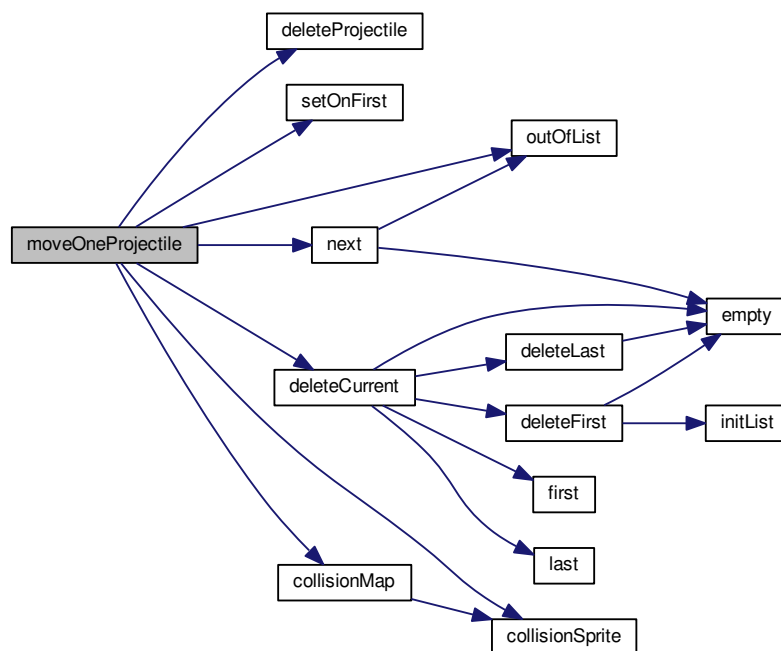 deleteProjectile
setOnFirst
outOfList
moveOneProjectile
next
empty
deleteLast
deleteCurrent
deleteFirst
initList
first
last
collisionMap
collisionSprite